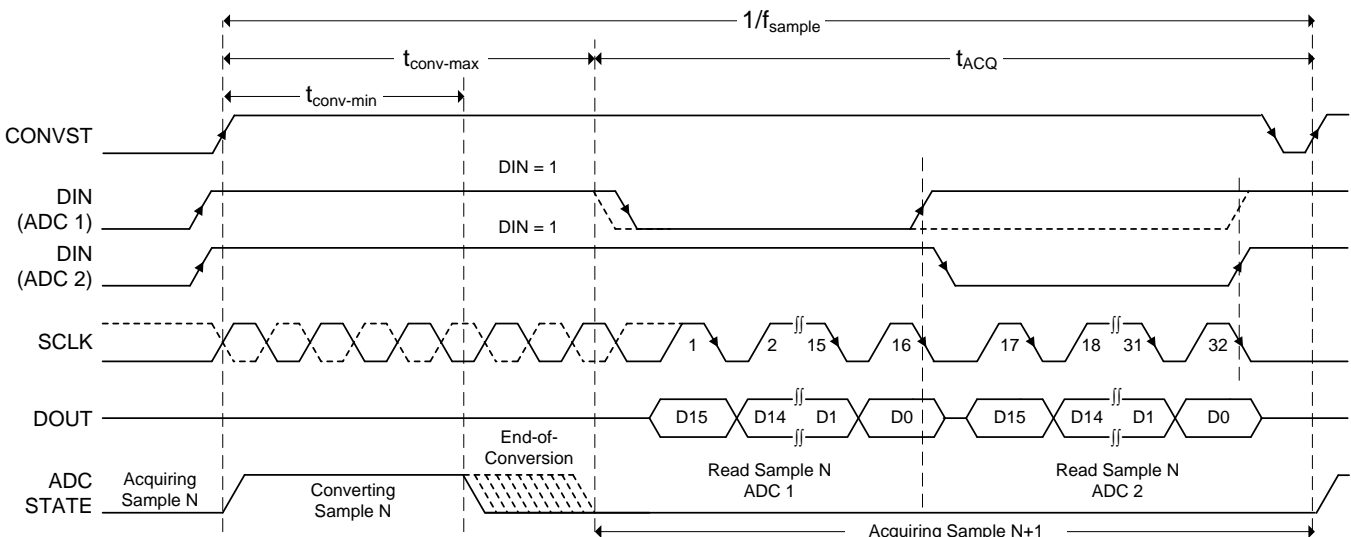 1/fsample
tconv-max
tACQ
tconv-min
CONVST
DIN = 1
DIN
(ADC 1)
DIN = 1
DIN
(ADC 2)
SCLK
1 2 15 16 17 18 31 32
DOUT
D15 D14 D1 D0 D15 D14 D1 D0
End-of-
Conversion
ADC
STATE
Acquiring
Sample N
Converting
Sample N
Read Sample N
ADC 1
Read Sample N
ADC 2
Acquiring Sample N+1